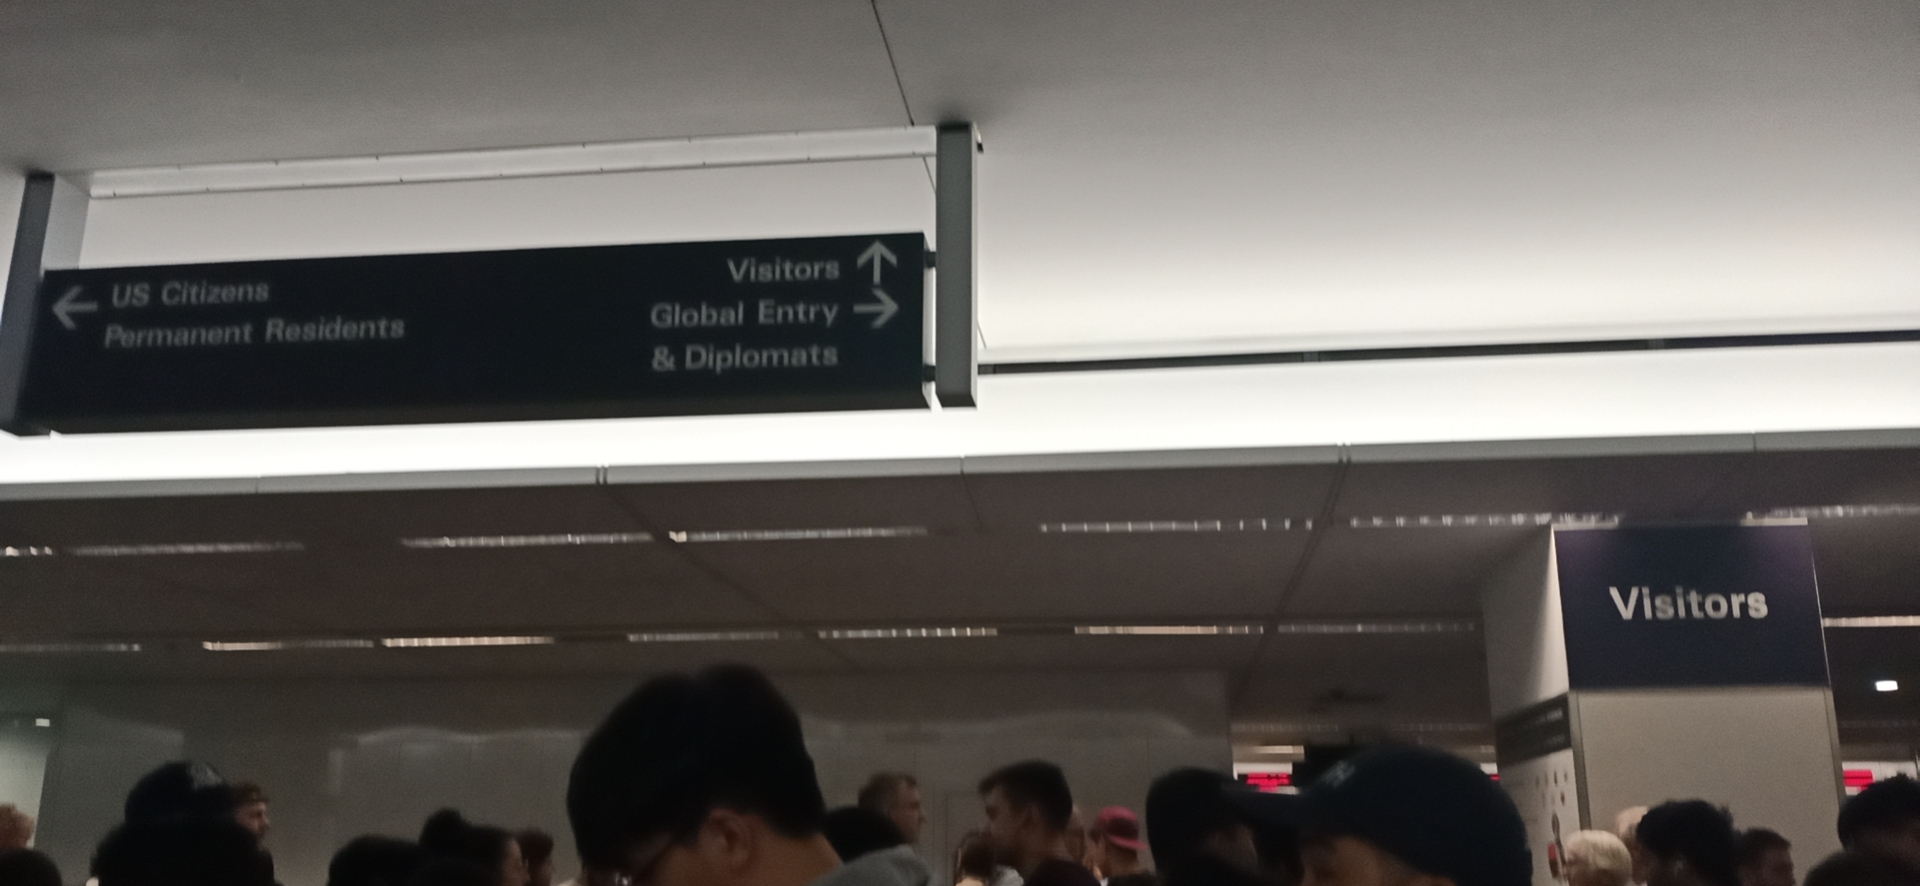 US Citizens
Permanent Residents
Visitors
Global Entry
& Diplomats
Visitors